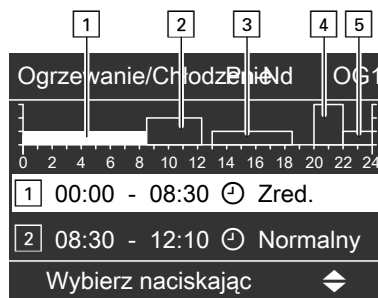 1 2 3 4 5
Ogrzewanie/Chłodzenie Pn-Nd OG1
0 2 4 6 8 10 12 14 16 18 20 22 24
1 00:00 - 08:30 Zred.
2 08:30 - 12:10 Normalny
Wybierz naciskając